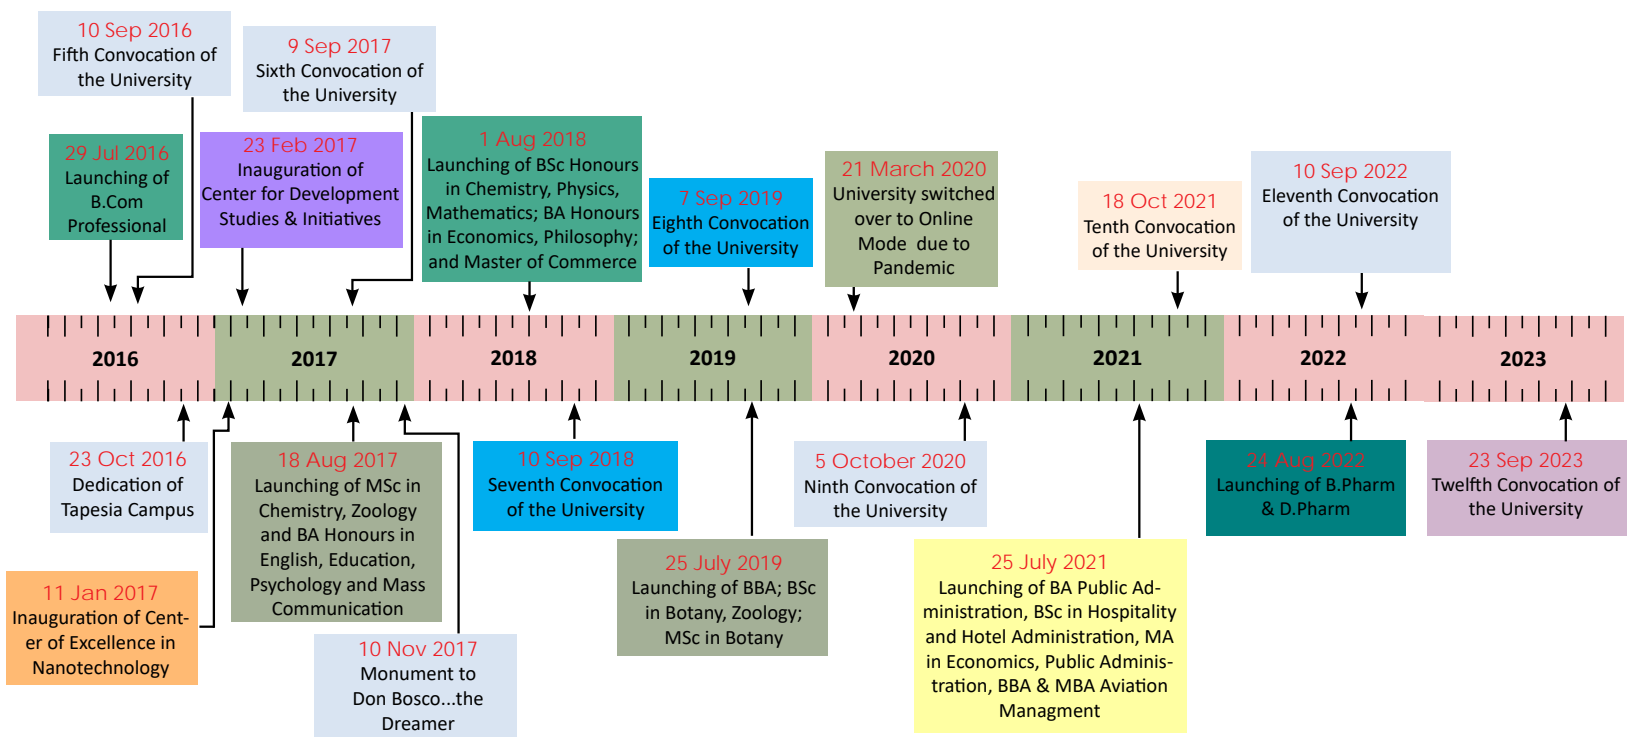 10 Sep 2016
Fifth Convocation of
the University
9 Sep 2017
Sixth Convocation of
the University
29 Jul 2016
Launching of
B.Com
Professional
23 Feb 2017
Inauguration of
Center for Development
Studies & Initiatives
1 Aug 2018
Launching of BSc Honours
in Chemistry, Physics,
Mathematics; BA Honours
in Economics, Philosophy;
and Master of Commerce
7 Sep 2019
Eighth Convocation
of the University
21 March 2020
University switched
over to Online
Mode due to
Pandemic
18 Oct 2021
Tenth Convocation
of the University
10 Sep 2022
Eleventh Convocation
of the University
2016
2017
2018
2019
2020
2021
2022
2023
23 Oct 2016
Dedication of
Tapesia Campus
11 Jan 2017
Inauguration of Cent-
er of Excellence in
Nanotechnology
18 Aug 2017
Launching of MSc in
Chemistry, Zoology
and BA Honours in
English, Education,
Psychology and Mass
Communication
10 Nov 2017
Monument to
Don Bosco...the
Dreamer
10 Sep 2018
Seventh Convocation
of the University
25 July 2019
Launching of BBA; BSc
in Botany, Zoology;
MSc in Botany
5 October 2020
Ninth Convocation of
the University
25 July 2021
Launching of BA Public Ad-
ministration, BSc in Hospitality
and Hotel Administration, MA
in Economics, Public Adminis-
tration, BBA & MBA Aviation
Managment
24 Aug 2022
Launching of B.Pharm
& D.Pharm
23 Sep 2023
Twelfth Convocation of
the University